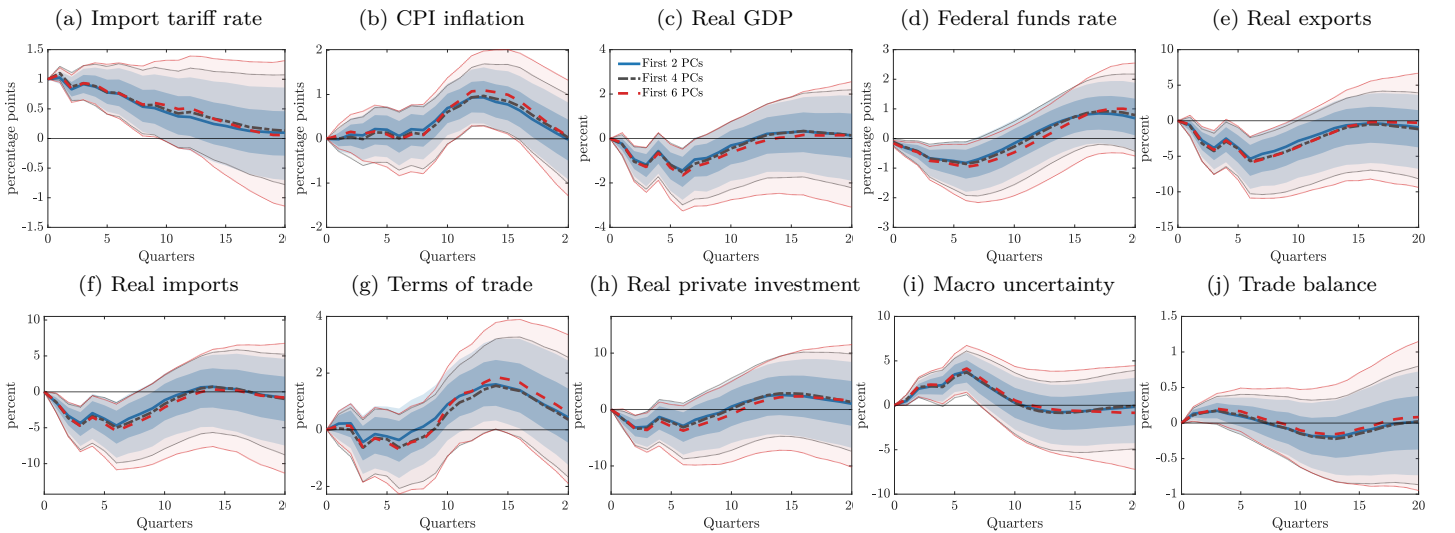 (a) Import tariff rate
(b) CPI inflation
(c) Real GDP
(d) Federal funds rate
(e) Real exports
1.5
1
0.5
0
-0.5
-1
-1.5
percentage points
0 5 10 15 20
Quarters
2
1
0
-1
-2
percentage points
0 5 10 15 2
Quarters
4
2
0
-2
-4
percent
First 2 PCs
First 4 PCs
First 6 PCs
0 5 10 15 20
Quarters
3
2
1
0
-1
-2
-3
percentage points
0 5 10 15 20
Quarters
10
5
0
-5
-10
-15
percent
0 5 10 15 20
Quarters
(f) Real imports
(g) Terms of trade
(h) Real private investment
(i) Macro uncertainty
(j) Trade balance
10
5
0
-5
-10
percent
0 5 10 15 20
Quarters
4
2
0
-2
percent
0 5 10 15 20
Quarters
10
0
-10
percent
0 5 10 15 20
Quarters
10
5
0
-5
-10
percent
0 5 10 15 20
Quarters
1.5
1
0.5
0
-0.5
-1
percent
0 5 10 15 20
Quarters